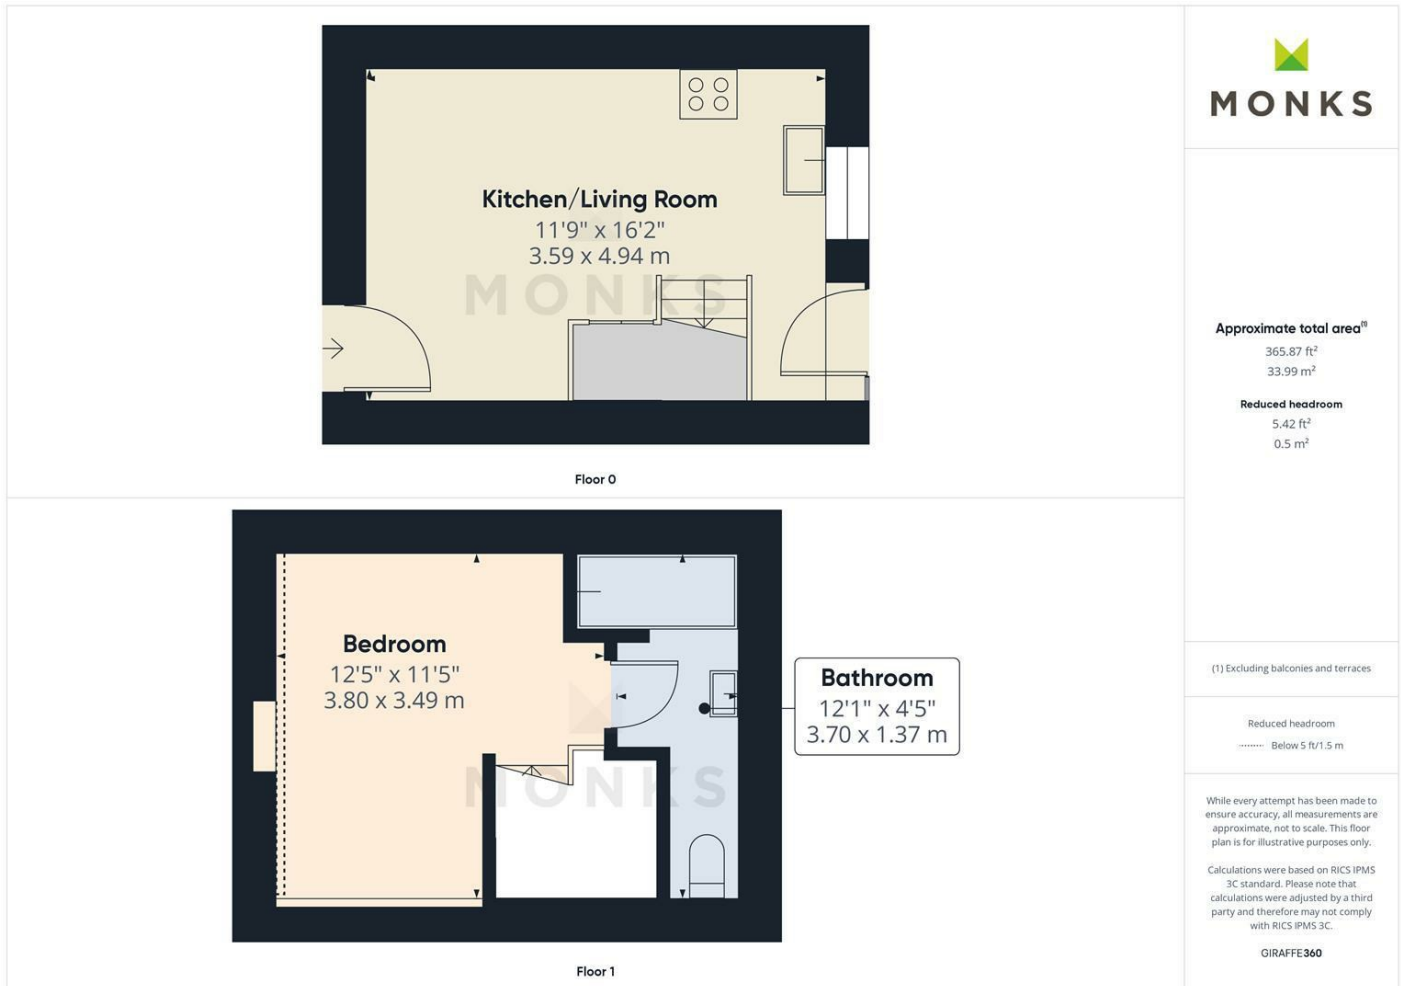 Kitchen/Living Room
11'9" x 16'2"
3.59 x 4.94 m
MONKS
Floor 0
Bedroom
12'5" x 11'5"
3.80 x 3.49 m
Bathroom
12'1" x 4'5"
3.70 x 1.37 m
MONKS
Floor 1
MONKS
Approximate total area(1)
365.87 ft²
33.99 m²
Reduced headroom
5.42 ft²
0.5 m²
(1) Excluding balconies and terraces
Reduced headroom
Below 5 ft/1.5 m
While every attempt has been made to
ensure accuracy, all measurements are
approximate, not to scale. This floor
plan is for illustrative purposes only.
Calculations were based on RICS IPMS
3C standard. Please note that
calculations were adjusted by a third
party and therefore may not comply
with RICS IPMS 3C.
GIRAFFE360